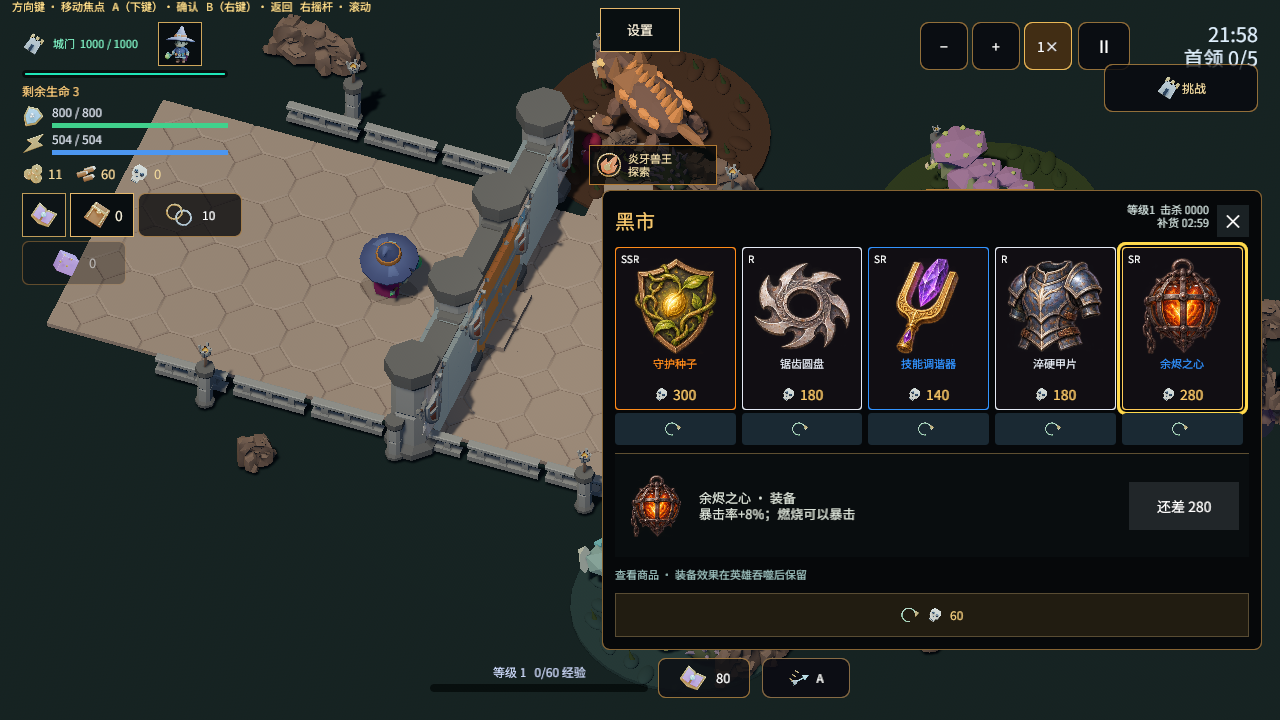 方向键 · 移动焦点 A（下键）· 确认 B（右键）· 返回 右摇杆 · 滚动
城门 1000 / 1000
剩余生命 3
800 / 800
504 / 504
11 60 0
0 10
0
设置
− + 1× II
21:58
首领 0/5
挑战
炎牙兽王
探索
黑市
等级1 击杀 0000
补货 02:59
SSR R SR R SR
守护种子 锯齿圆盘 技能调谐器 淬硬甲片 余烬之心
300 180 140 180 280
余烬之心 · 装备
暴击率+8%；燃烧可以暴击
还差 280
查看商品 · 装备效果在英雄吞噬后保留
60
等级 1 0/60 经验
80 A